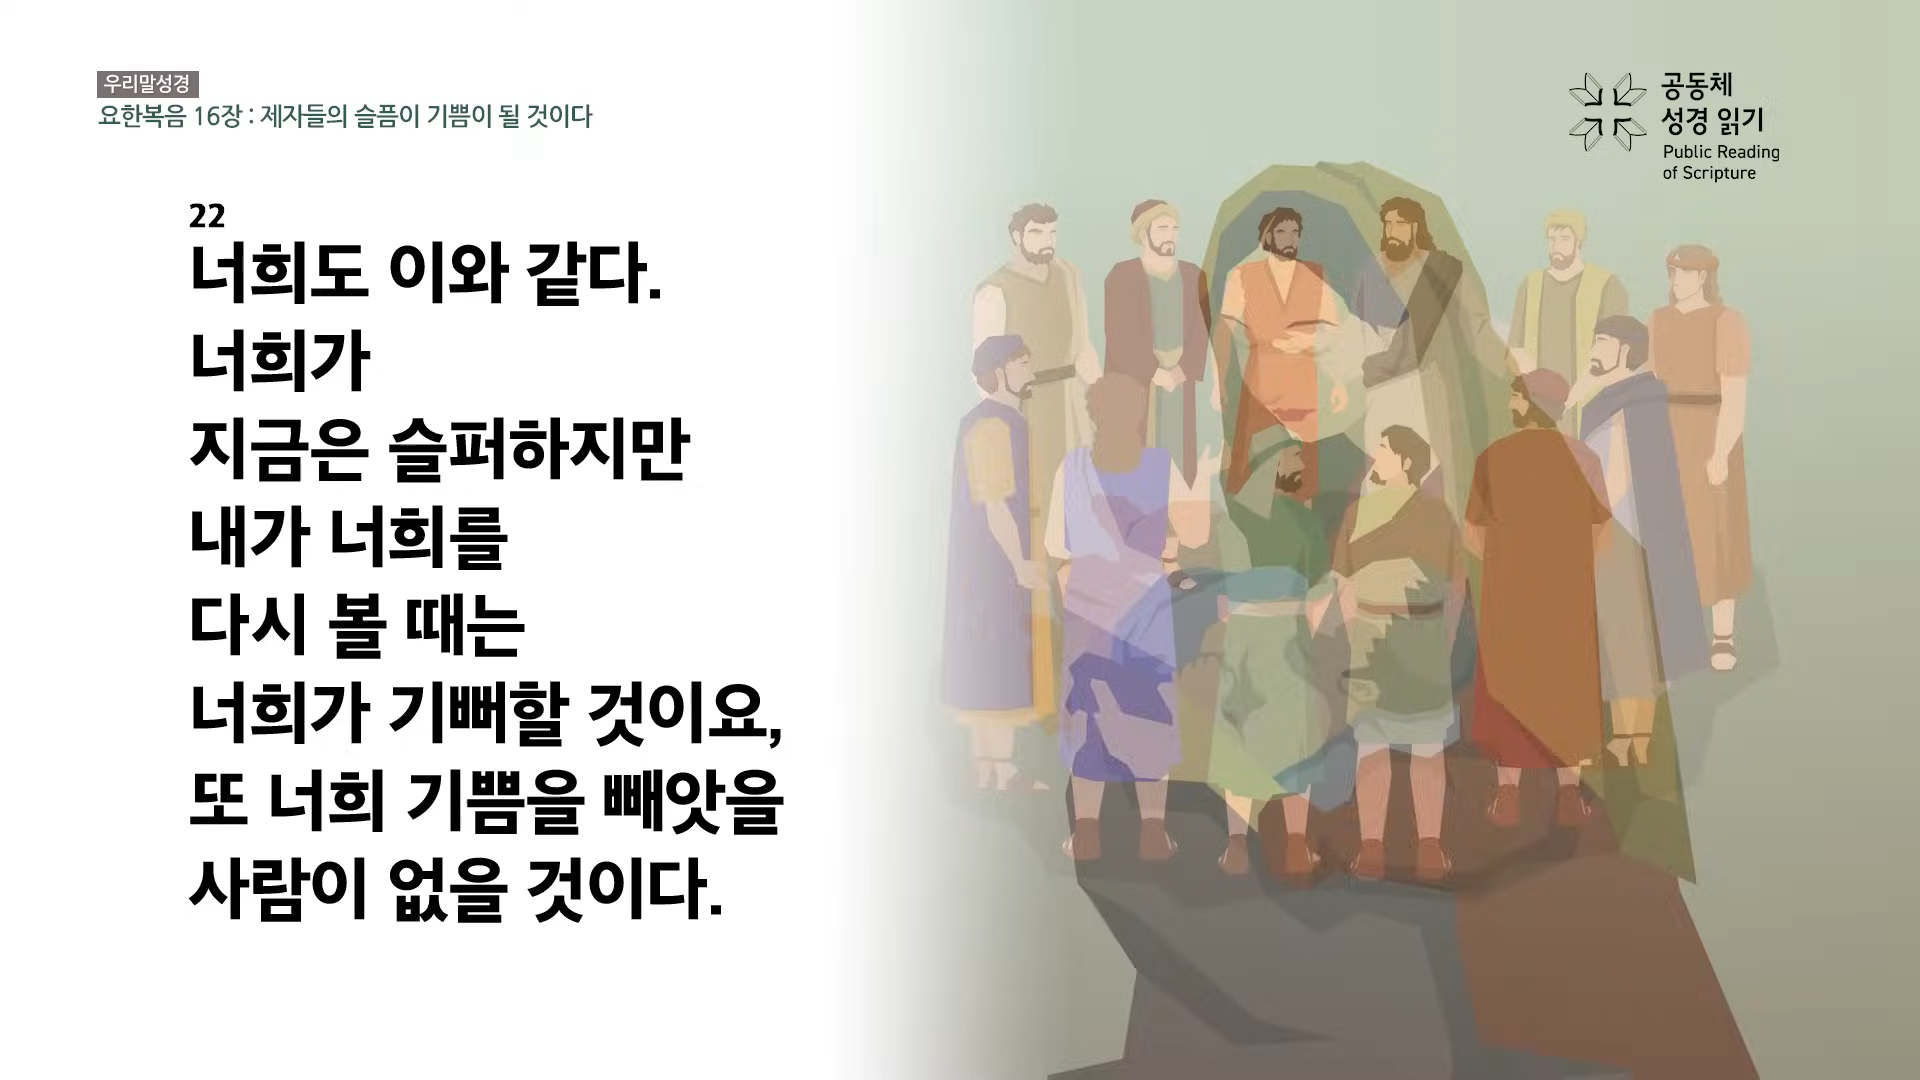 우리말성경
요한복음 16장 : 제자들의 슬픔이 기쁨이 될 것이다
공동체
성경 읽기
Public Reading
of Scripture
22
너희도 이와 같다.
너희가
지금은 슬퍼하지만
내가 너희를
다시 볼 때는
너희가 기뻐할 것이요,
또 너희 기쁨을 빼앗을
사람이 없을 것이다.